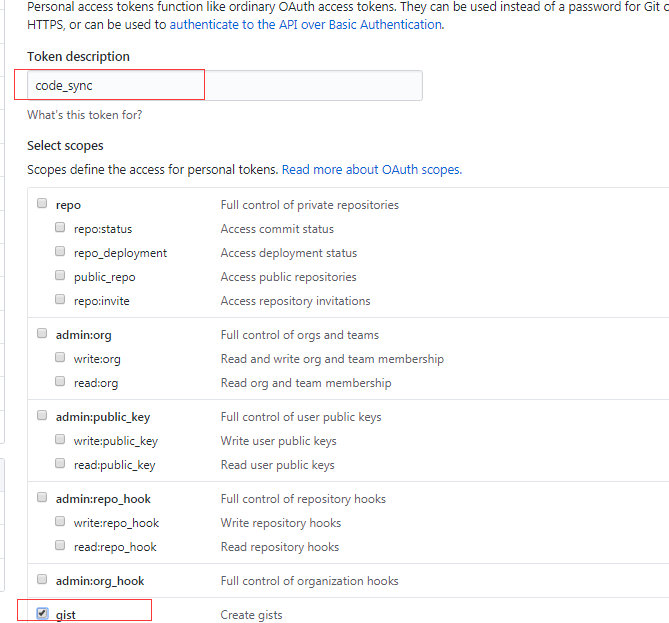 Personal access tokens function like ordinary OAuth access tokens. They can be used instead of a password for Git
HTTPS, or can be used to authenticate to the API over Basic Authentication.
Token description
code_sync
What's this token for?
Select scopes
Scopes define the access for personal tokens. Read more about OAuth scopes.
repo Full control of private repositories
repo:status Access commit status
repo_deployment Access deployment status
public_repo Access public repositories
repo:invite Access repository invitations
admin:org Full control of orgs and teams
write:org Read and write org and team membership
read:org Read org and team membership
admin:public_key Full control of user public keys
write:public_key Write user public keys
read:public_key Read user public keys
admin:repo_hook Full control of repository hooks
write:repo_hook Write repository hooks
read:repo_hook Read repository hooks
admin:org_hook Full control of organization hooks
gist Create gists